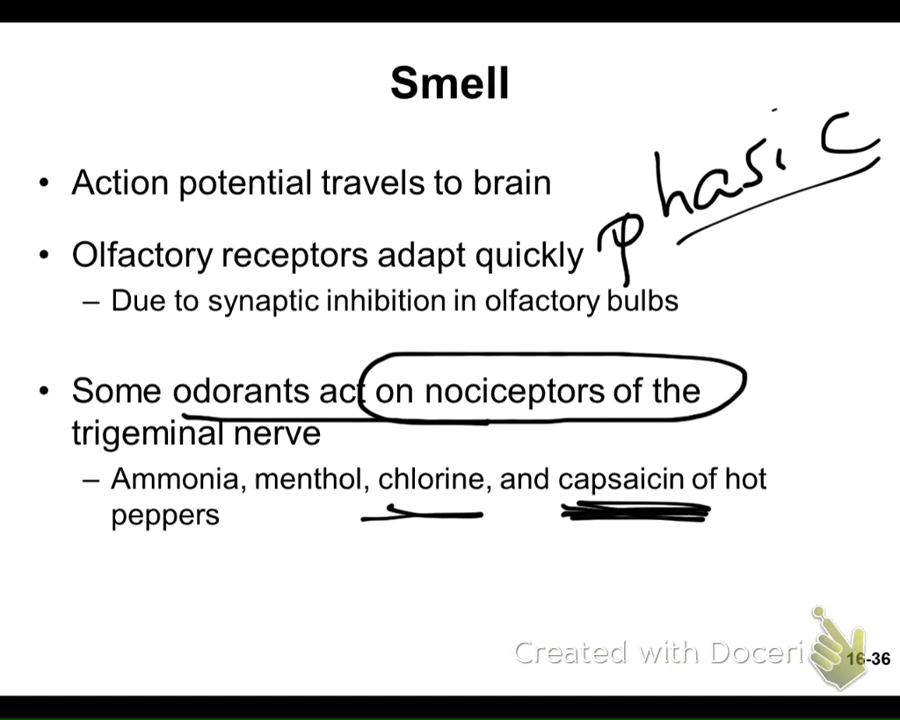 Smell
• Action potential travels to brain
phasic
• Olfactory receptors adapt quickly
– Due to synaptic inhibition in olfactory bulbs
• Some odorants act on nociceptors of the
trigeminal nerve
– Ammonia, menthol, chlorine, and capsaicin of hot
peppers
Created with Doceri
16-36